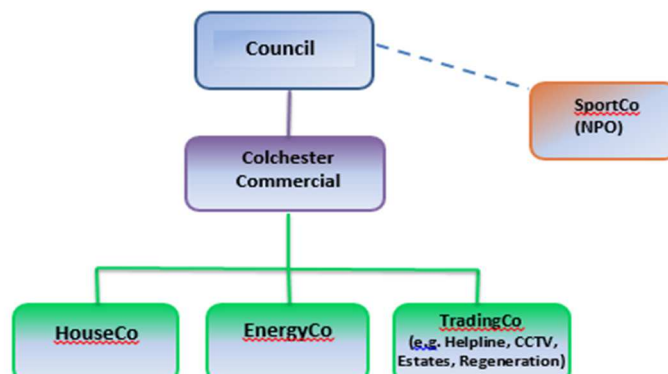 Council
SportCo
(NPO)
Colchester
Commercial
HouseCo
EnergyCo
TradingCo
(e.g. Helpline, CCTV,
Estates, Regeneration)